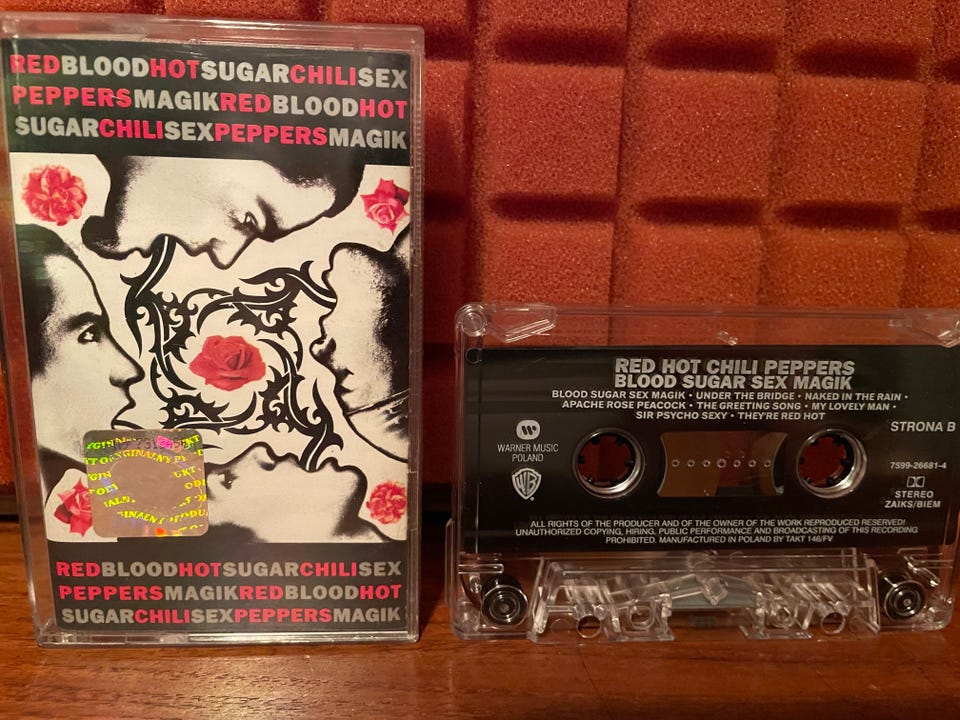 REDBLOODHOTSUGARCHILISEX
PEPPERSMAGIKREDBLOODHOT
SUGARCHILISEXPEPPERSMAGIK
ORYGINALNY
REDBLOODHOTSUGARCHILISEX
PEPPERSMAGIKREDBLOODHOT
SUGARCHILISEXPEPPERSMAGIK
RED HOT CHILI PEPPERS
BLOOD SUGAR SEX MAGIK
BLOOD SUGAR SEX MAGIK • UNDER THE BRIDGE • NAKED IN THE RAIN •
APACHE ROSE PEACOCK • THE GREETING SONG • MY LOVELY MAN •
SIR PSYCHO SEXY • THEY'RE RED HOT
STRONA B
WARNER MUSIC
POLAND
WB
7599-26681-4
STEREO
ZAIKS/BIEM
ALL RIGHTS OF THE PRODUCER AND OF THE OWNER OF THE WORK REPRODUCED RESERVED!
UNAUTHORIZED COPYING, HIRING, PUBLIC PERFORMANCE AND BROADCASTING OF THIS RECORDING
PROHIBITED. MANUFACTURED IN POLAND BY TAKT 146/FV